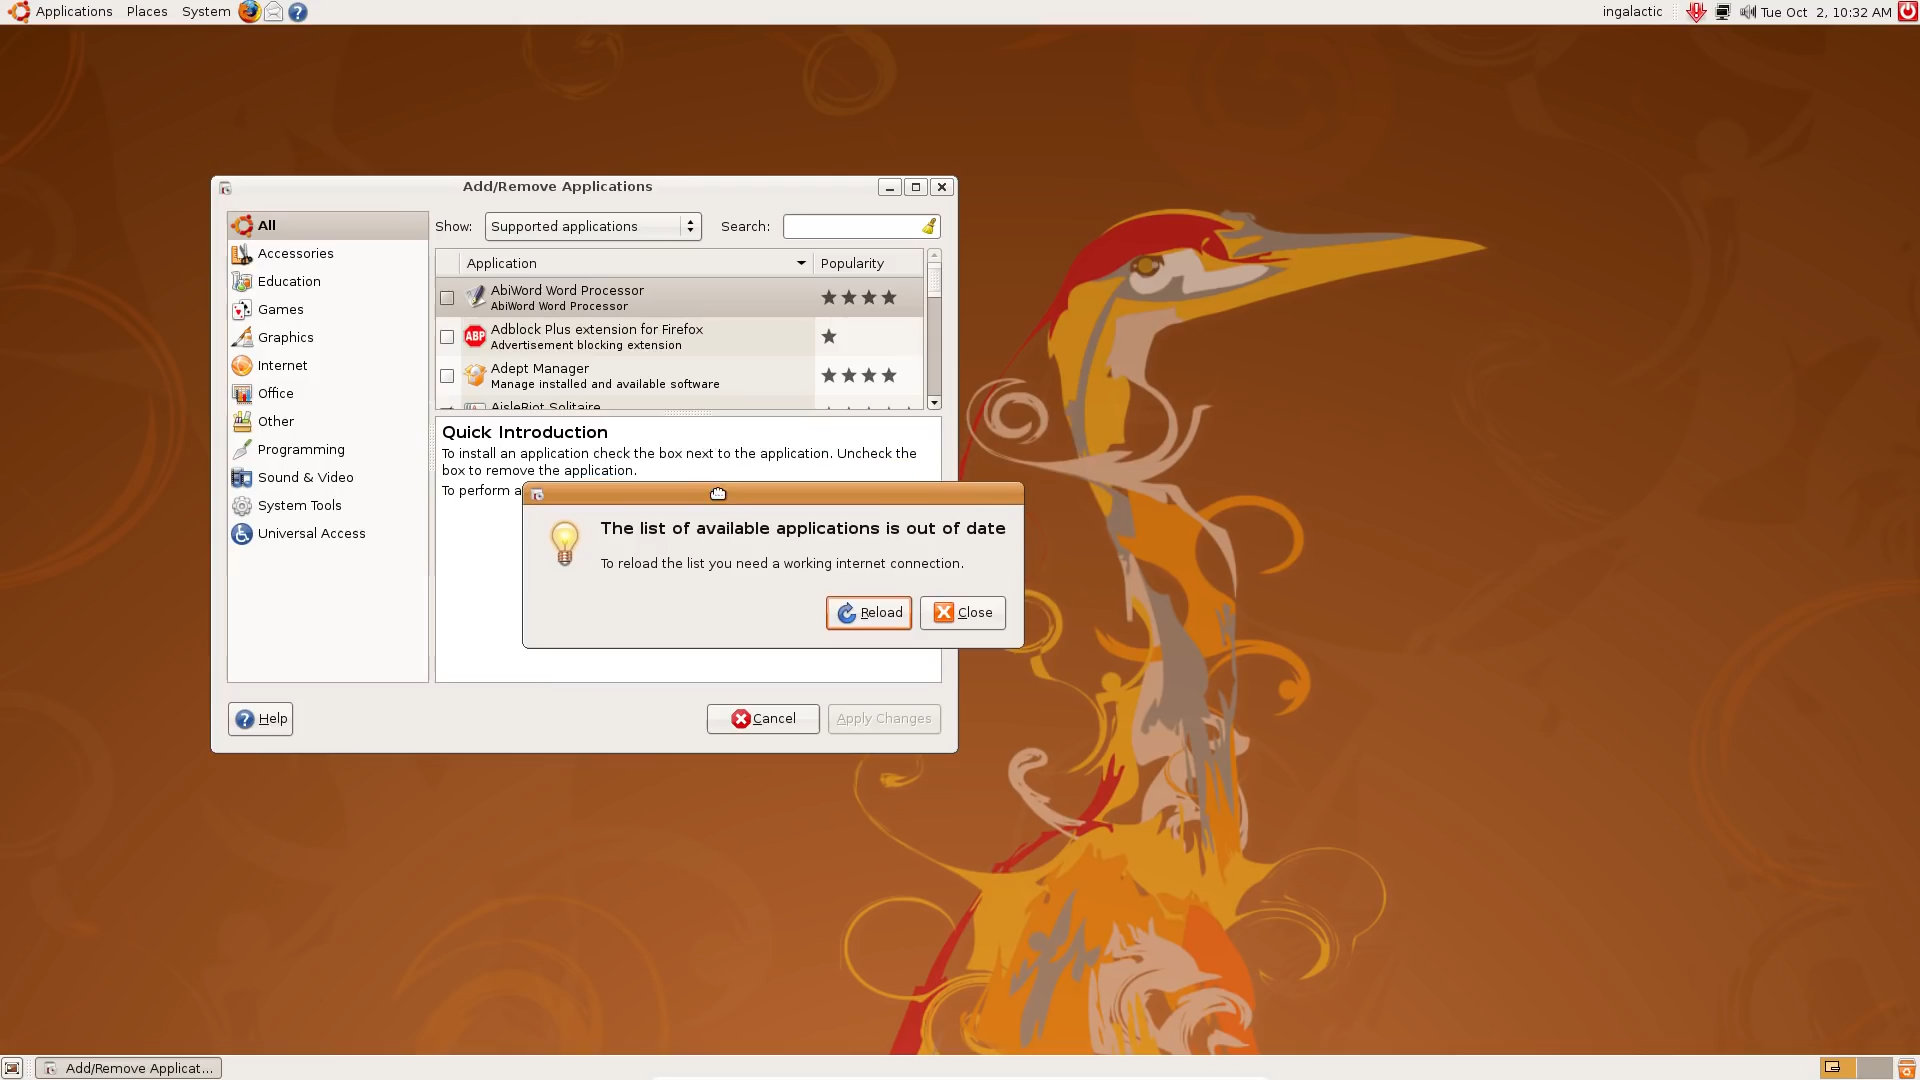 Applications Places System
ingalactic
Tue Oct 2, 10:32 AM
Add/Remove Applications
All
Accessories
Education
Games
Graphics
Internet
Office
Other
Programming
Sound & Video
System Tools
Universal Access
Show: Supported applications Search:
Application Popularity
AbiWord Word Processor
AbiWord Word Processor
ABP
Adblock Plus extension for Firefox
Advertisement blocking extension
Adept Manager
Manage installed and available software
AisleRiot Solitaire
Quick Introduction
To install an application check the box next to the application. Uncheck the
box to remove the application.
To perform a
The list of available applications is out of date
To reload the list you need a working internet connection.
Reload Close
Help Cancel Apply Changes
Add/Remove Applicat...